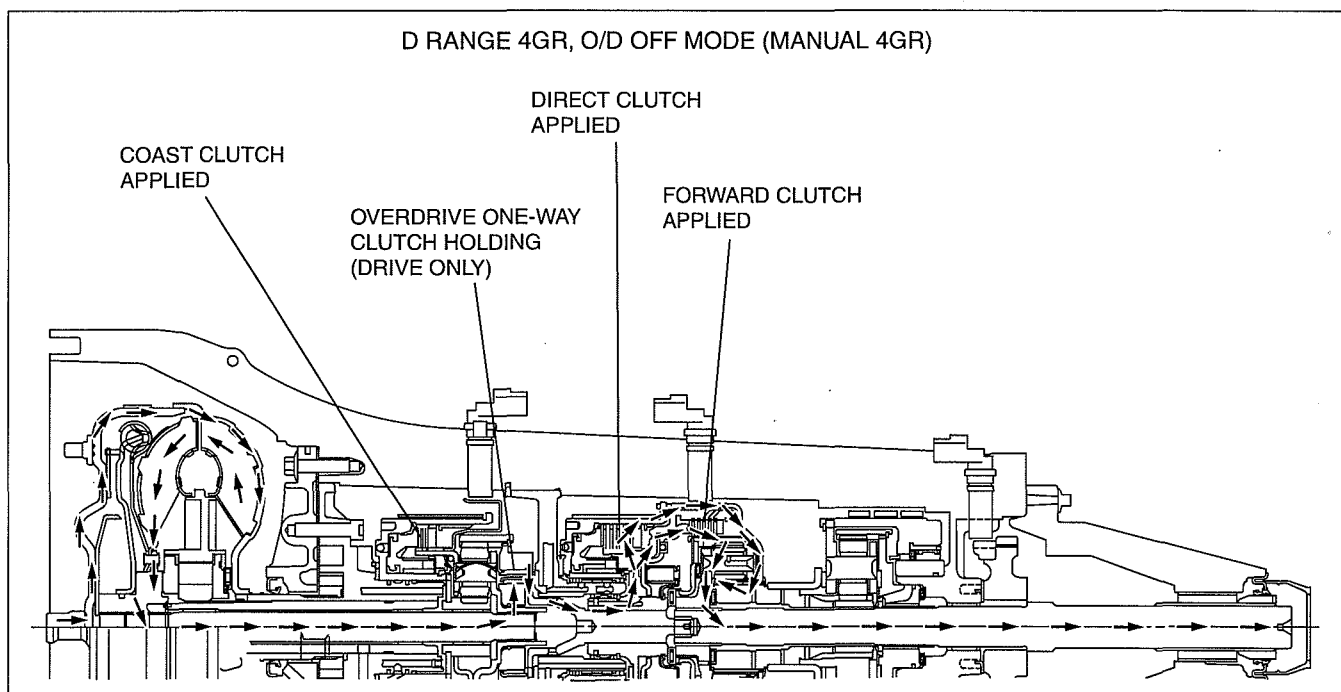 D RANGE 4GR, O/D OFF MODE (MANUAL 4GR)
DIRECT CLUTCH
APPLIED
COAST CLUTCH
APPLIED
FORWARD CLUTCH
APPLIED
OVERDRIVE ONE-WAY
CLUTCH HOLDING
(DRIVE ONLY)